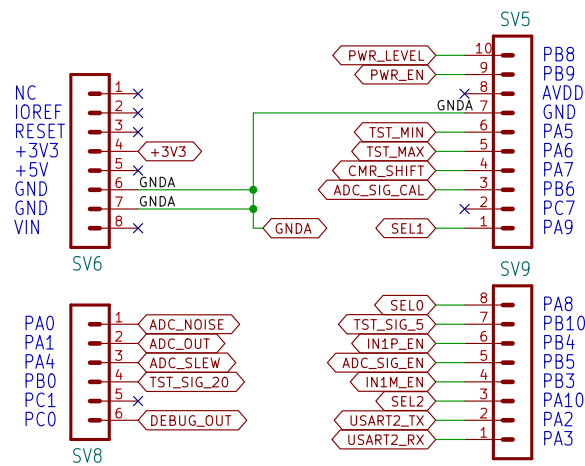 SV5
PWR_LEVEL 10 PB8
PWR_EN 9 PB9
8 AVDD
GNDA 7 GND
TST_MIN 6 PA5
TST_MAX 5 PA6
CMR_SHIFT 4 PA7
ADC_SIG_CAL 3 PB6
2 PC7
SEL1 1 PA9
NC 1
IOREF 2
RESET 3
+3V3 4 +3V3
+5V 5
GND 6 GNDA
GND 7 GNDA
VIN 8
GNDA
SV6
SV9
SEL0 8 PA8
TST_SIG_5 7 PB10
IN1P_EN 6 PB4
ADC_SIG_EN 5 PB5
IN1M_EN 4 PB3
SEL2 3 PA10
USART2_TX 2 PA2
USART2_RX 1 PA3
PA0 1 ADC_NOISE
PA1 2 ADC_OUT
PA4 3 ADC_SLEW
PB0 4 TST_SIG_20
PC1 5
PC0 6 DEBUG_OUT
SV8